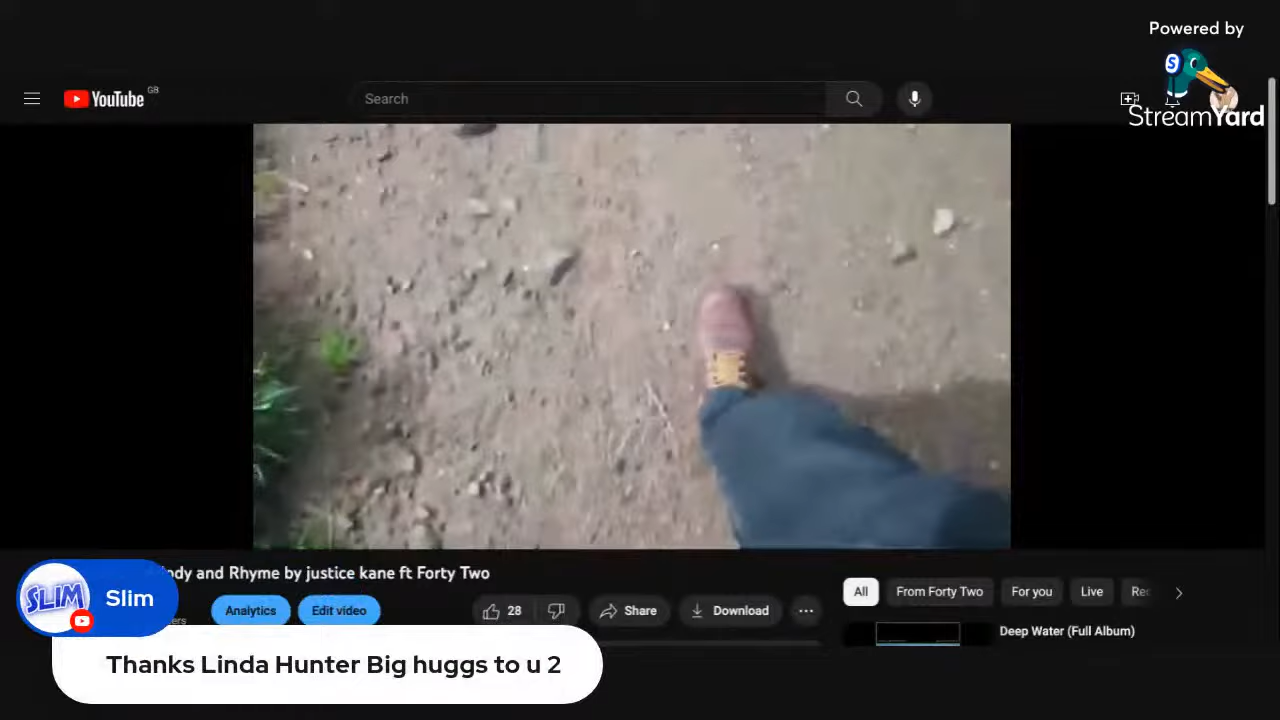 Powered by
StreamYard
YouTube GB
Search
and Rhyme by justice kane ft Forty Two
Analytics
Edit video
28
Share
Download
All
From Forty Two
For you
Live
Deep Water (Full Album)
SLIM
Slim
Thanks Linda Hunter Big huggs to u 2